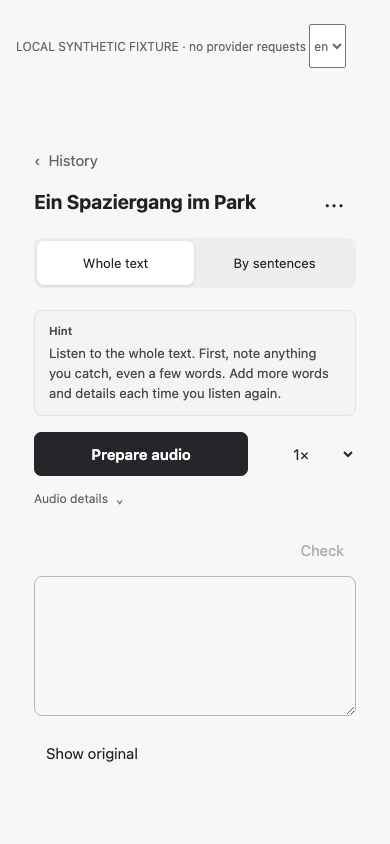 LOCAL SYNTHETIC FIXTURE · no provider requests en
‹ History
Ein Spaziergang im Park
...
Whole text By sentences
Hint
Listen to the whole text. First, note anything
you catch, even a few words. Add more words
and details each time you listen again.
Prepare audio 1×
Audio details
Check
Show original